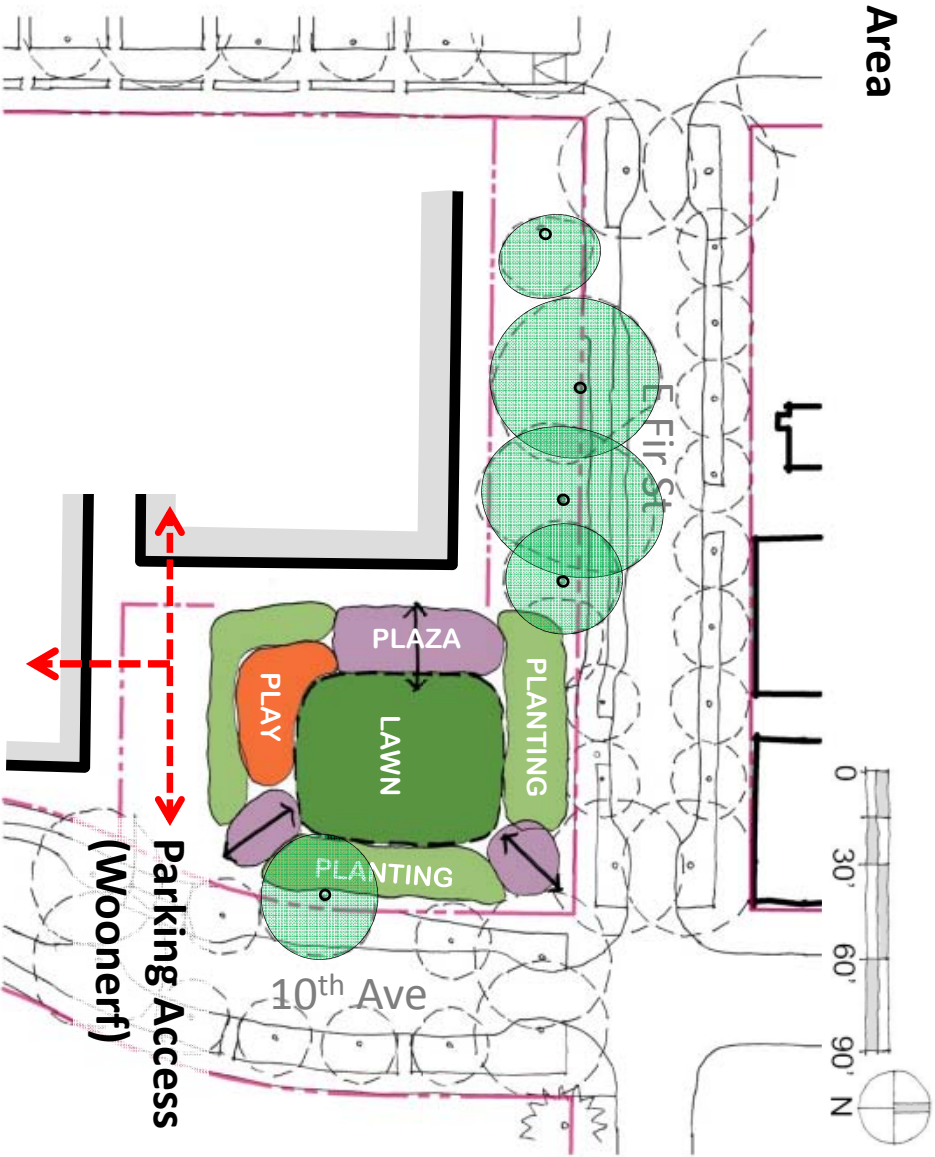 Area
E Fir St
PLAZA
PLANTING
PLAY
LAWN
PLANTING
0
30'
60'
90'
N
Parking Access
(Woonerf)
10th Ave